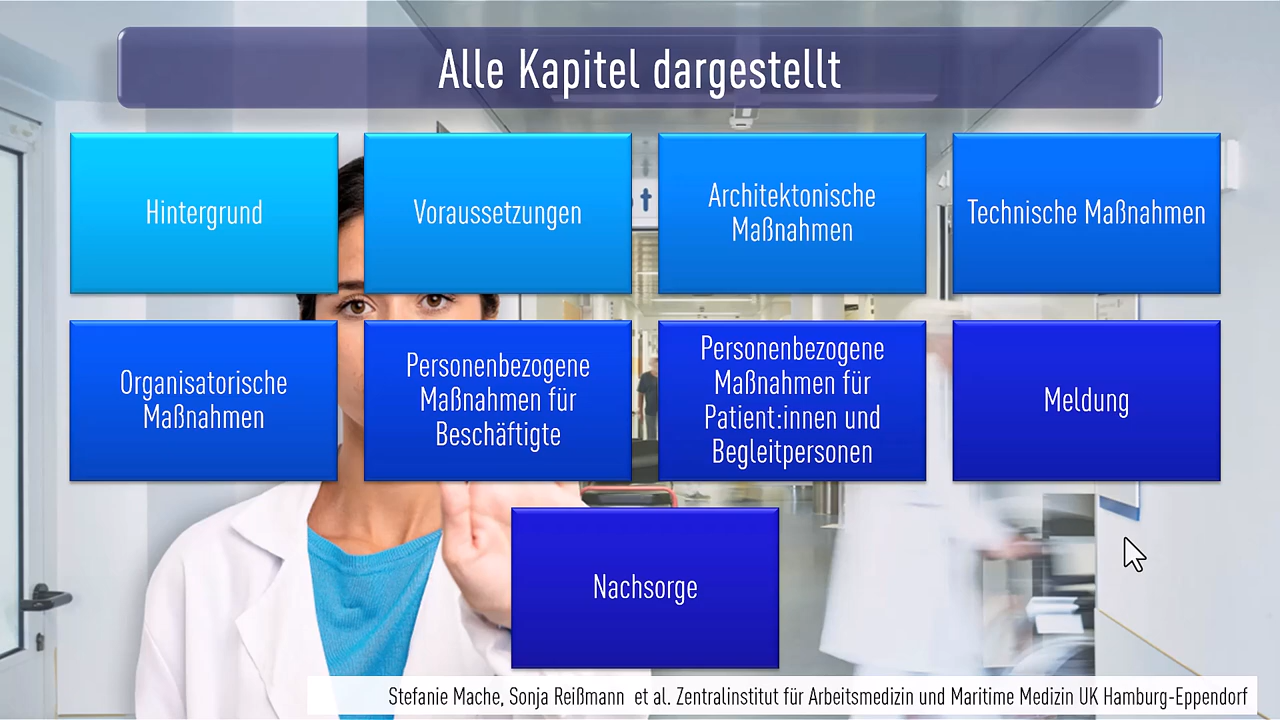 Alle Kapitel dargestellt
Hintergrund
Voraussetzungen
Architektonische
Maßnahmen
Technische Maßnahmen
Organisatorische
Maßnahmen
Personenbezogene
Maßnahmen für
Beschäftigte
Personenbezogene
Maßnahmen für
Patient:innen und
Begleitpersonen
Meldung
Nachsorge
Stefanie Mache, Sonja Reißmann et al. Zentralinstitut für Arbeitsmedizin und Maritime Medizin UK Hamburg-Eppendorf